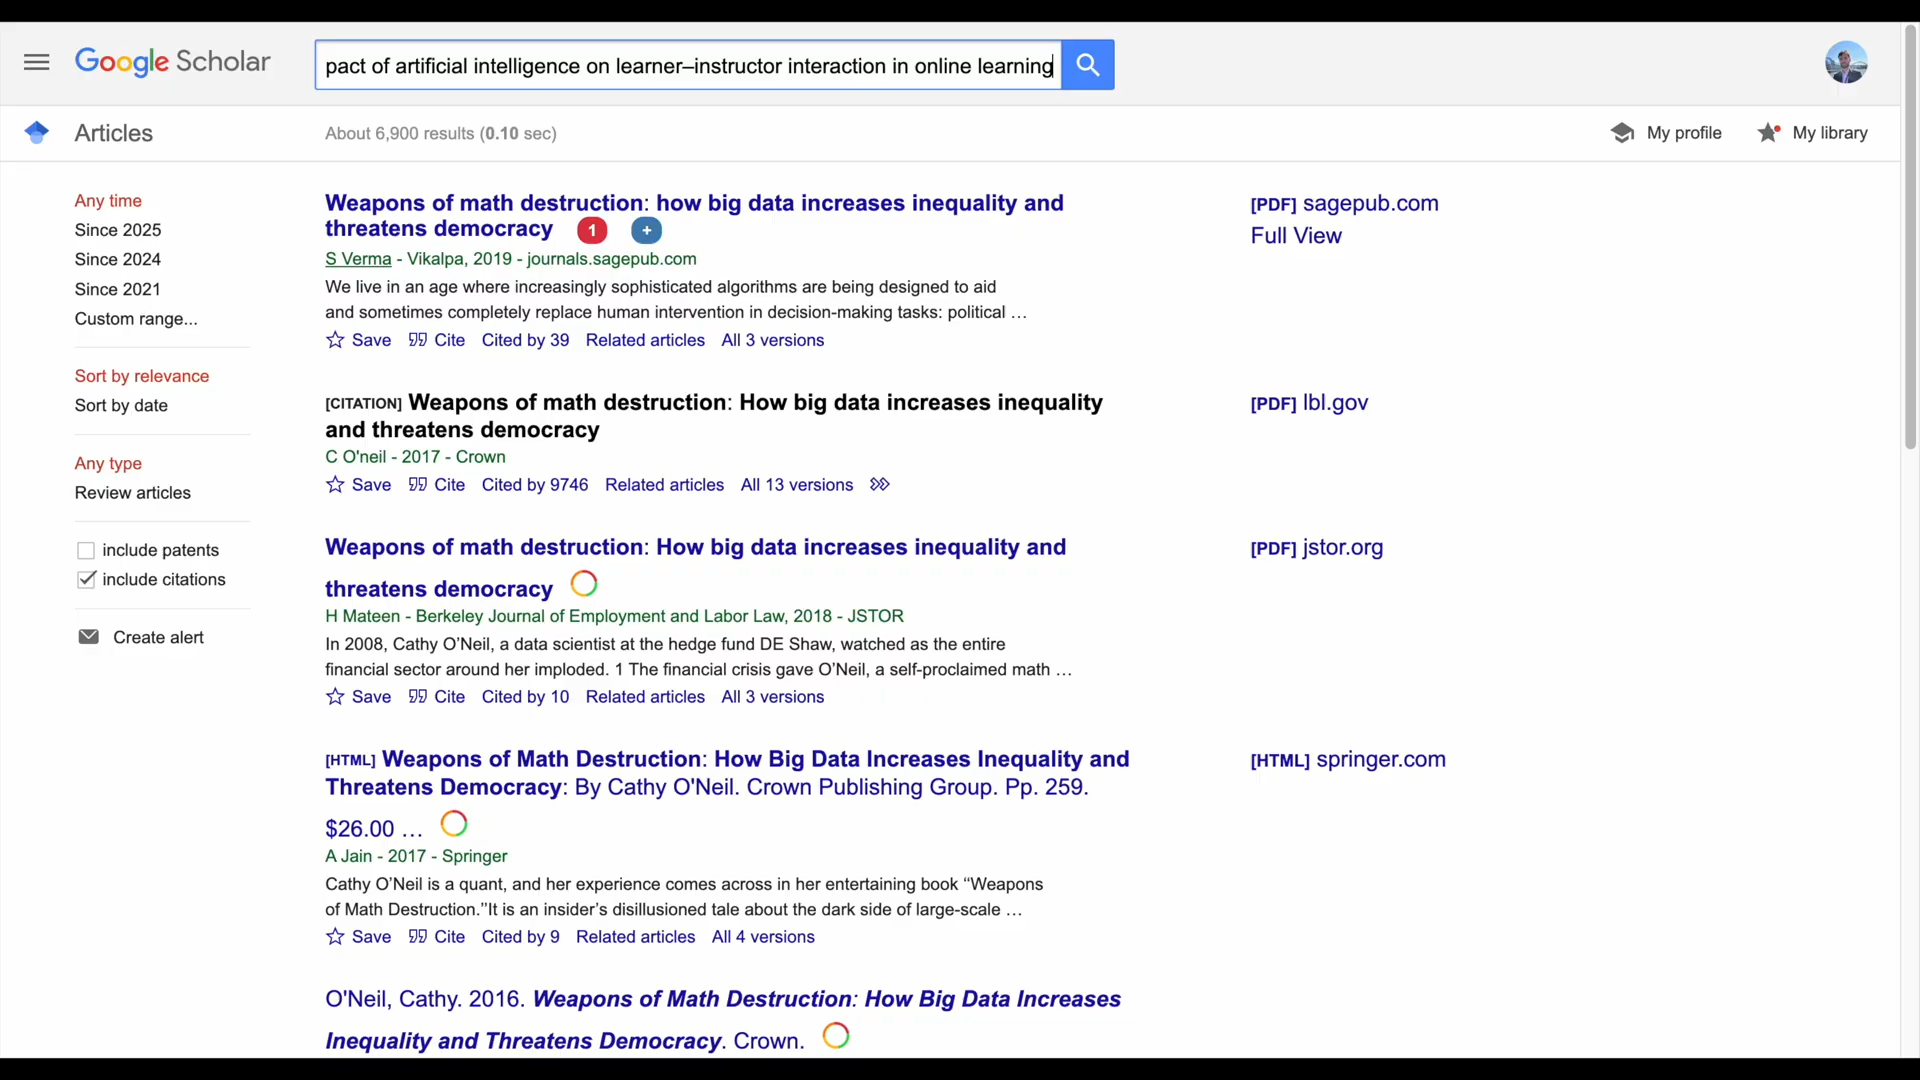 Google Scholar
pact of artificial intelligence on learner–instructor interaction in online learning
Articles
About 6,900 results (0.10 sec)
My profile
My library
Any time
Since 2025
Since 2024
Since 2021
Custom range...
Sort by relevance
Sort by date
Any type
Review articles
include patents
include citations
Create alert
Weapons of math destruction: how big data increases inequality and
threatens democracy 1 +
S Verma - Vikalpa, 2019 - journals.sagepub.com
We live in an age where increasingly sophisticated algorithms are being designed to aid
and sometimes completely replace human intervention in decision-making tasks: political …
Save Cite Cited by 39 Related articles All 3 versions
[PDF] sagepub.com
Full View
[CITATION] Weapons of math destruction: How big data increases inequality
and threatens democracy
C O'neil - 2017 - Crown
Save Cite Cited by 9746 Related articles All 13 versions
[PDF] lbl.gov
Weapons of math destruction: How big data increases inequality and
threatens democracy
H Mateen - Berkeley Journal of Employment and Labor Law, 2018 - JSTOR
In 2008, Cathy O’Neil, a data scientist at the hedge fund DE Shaw, watched as the entire
financial sector around her imploded. 1 The financial crisis gave O’Neil, a self-proclaimed math …
Save Cite Cited by 10 Related articles All 3 versions
[PDF] jstor.org
[HTML] Weapons of Math Destruction: How Big Data Increases Inequality and
Threatens Democracy: By Cathy O'Neil. Crown Publishing Group. Pp. 259.
$26.00 …
A Jain - 2017 - Springer
Cathy O’Neil is a quant, and her experience comes across in her entertaining book “Weapons
of Math Destruction.”It is an insider’s disillusioned tale about the dark side of large-scale …
Save Cite Cited by 9 Related articles All 4 versions
[HTML] springer.com
O'Neil, Cathy. 2016. Weapons of Math Destruction: How Big Data Increases
Inequality and Threatens Democracy. Crown.